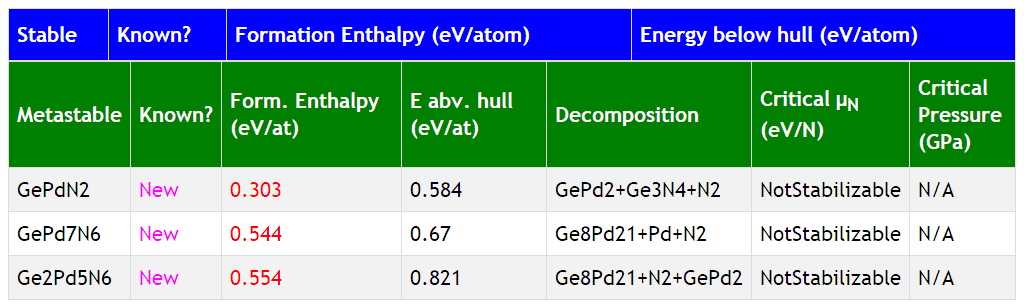 Stable Known? Formation Enthalpy (eV/atom) Energy below hull (eV/atom)
Metastable Known? Form. Enthalpy (eV/at) E abv. hull (eV/at) Decomposition Critical μN (eV/N) Critical Pressure (GPa)
GePdN2 New 0.303 0.584 GePd2+Ge3N4+N2 NotStabilizable N/A
GePd7N6 New 0.544 0.67 Ge8Pd21+Pd+N2 NotStabilizable N/A
Ge2Pd5N6 New 0.554 0.821 Ge8Pd21+N2+GePd2 NotStabilizable N/A